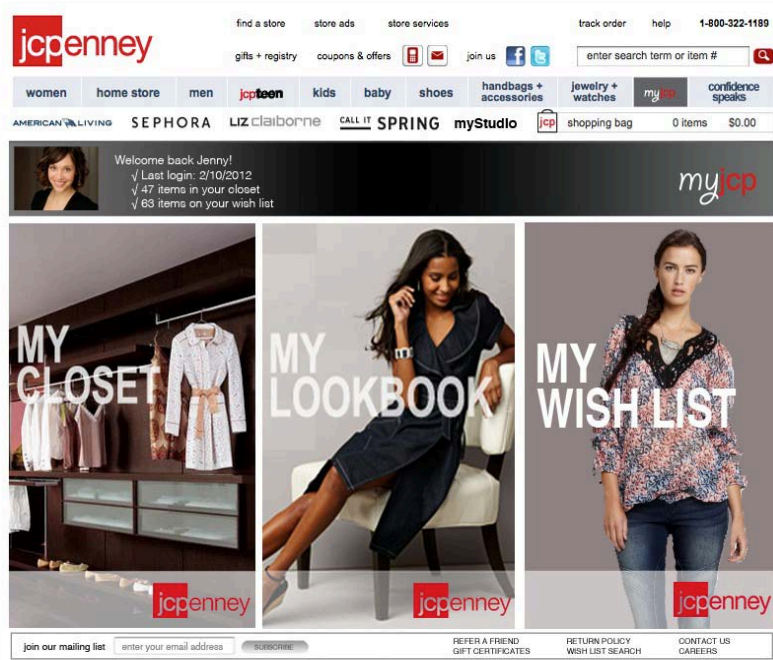 jcpenney
find a store store ads store services track order help 1-800-322-1189
gifts + registry coupons & offers join us enter search term or item #
women home store men jcpteen kids baby shoes handbags + accessories jewelry + watches myjcp confidence speaks
AMERICAN LIVING SEPHORA LIZ claiborne CALL IT SPRING myStudio jcp shopping bag 0 items $0.00
Welcome back Jenny!
√ Last login: 2/10/2012
√ 47 items in your closet
√ 63 items on your wish list
myjcp
MY
CLOSET
MY
LOOKBOOK
MY
WISH LIST
jcpenney
jcpenney
jcpenney
join our mailing list enter your email address SUBSCRIBE
REFER A FRIEND RETURN POLICY CONTACT US
GIFT CERTIFICATES WISH LIST SEARCH CAREERS